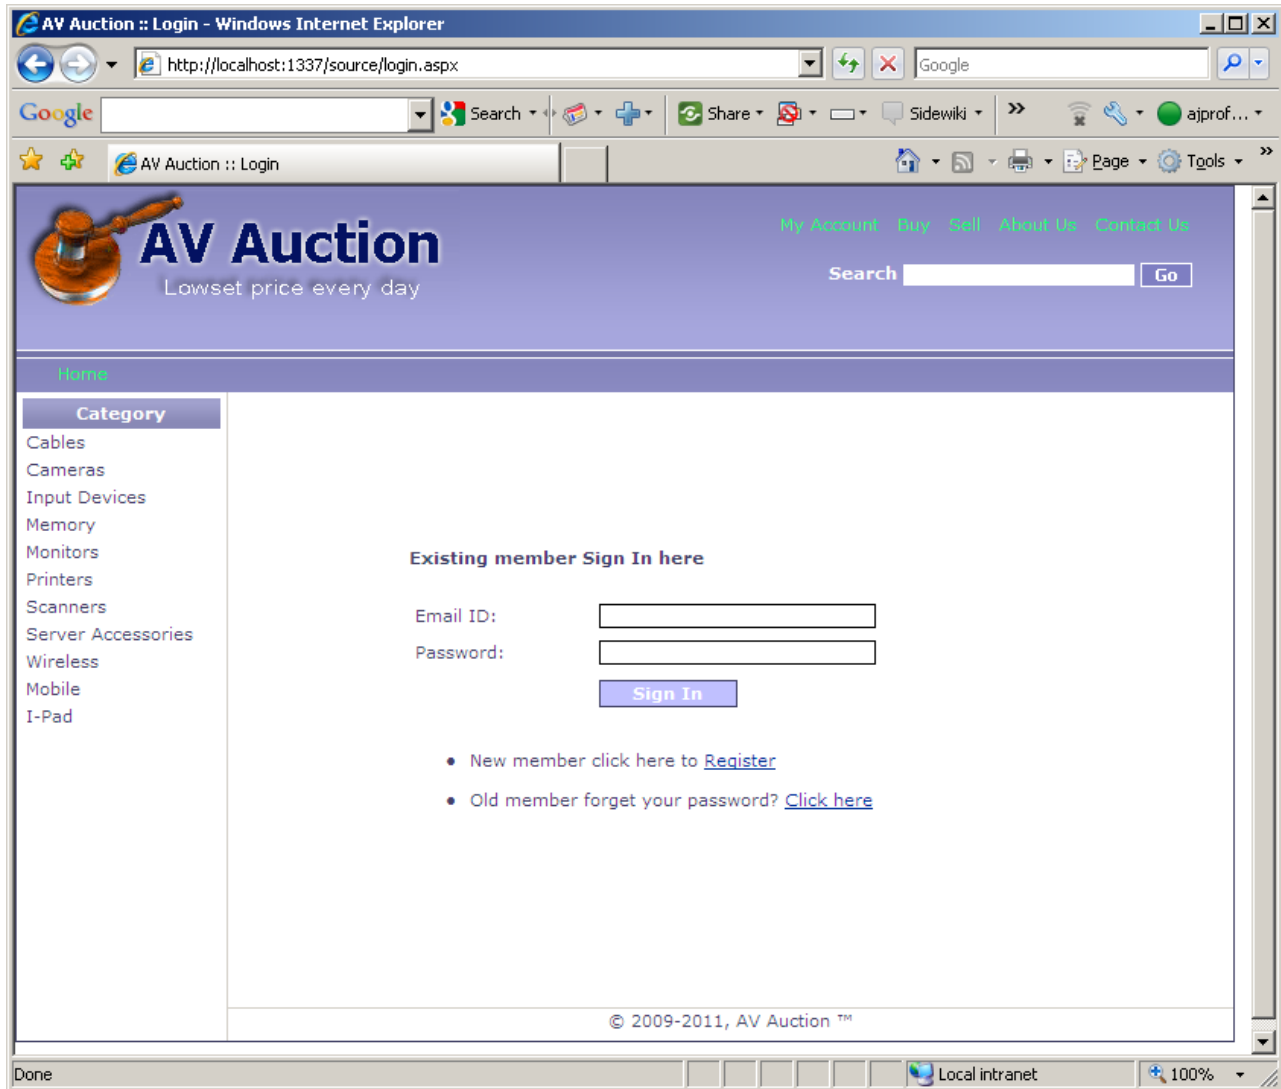 AV Auction :: Login - Windows Internet Explorer
http://localhost:1337/source/login.aspx
Google
Google
Search
Share
Sidewiki
»
ajprof...
AV Auction :: Login
Page
Tools
»
AV Auction
Lowset price every day
My Account Buy Sell About Us Contact Us
Search
Go
Home
Category
Cables
Cameras
Input Devices
Memory
Monitors
Printers
Scanners
Server Accessories
Wireless
Mobile
I-Pad
Existing member Sign In here
Email ID:
Password:
Sign In
• New member click here to Register
• Old member forget your password? Click here
© 2009-2011, AV Auction ™
Done
Local intranet
100%